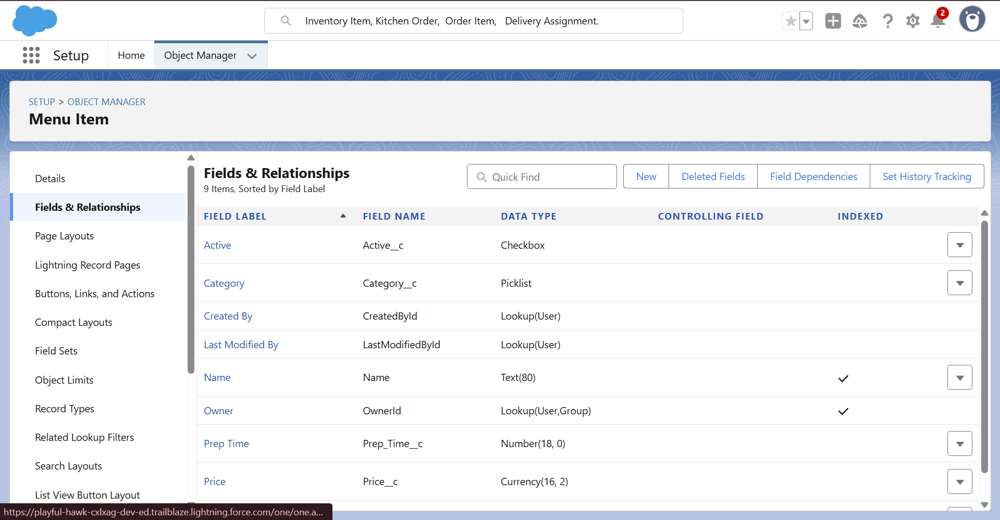 Inventory Item, Kitchen Order,  Order Item,   Delivery Assignment.
2
Setup
Home
Object Manager
SETUP > OBJECT MANAGER
Menu Item
Details
Fields & Relationships
Page Layouts
Lightning Record Pages
Buttons, Links, and Actions
Compact Layouts
Field Sets
Object Limits
Record Types
Related Lookup Filters
Search Layouts
List View Button Layout
Fields & Relationships
9 Items, Sorted by Field Label
Quick Find
New
Deleted Fields
Field Dependencies
Set History Tracking
FIELD LABEL FIELD NAME DATA TYPE CONTROLLING FIELD INDEXED
Active Active__c Checkbox
Category Category__c Picklist
Created By CreatedById Lookup(User)
Last Modified By LastModifiedById Lookup(User)
Name Name Text(80)
Owner OwnerId Lookup(User,Group)
Prep Time Prep_Time__c Number(18, 0)
Price Price__c Currency(16, 2)
https://playful-hawk-cxlxag-dev-ed.trailblaze.lightning.force.com/one/one.a...